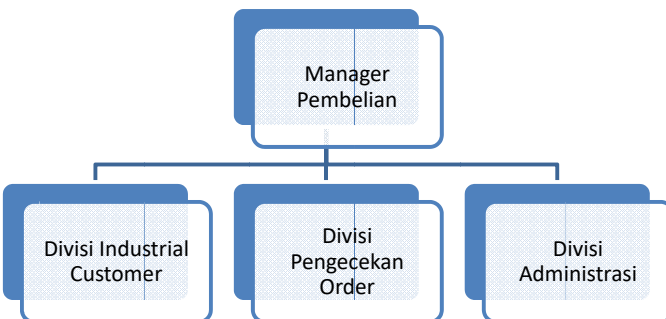 Manager
Pembelian
Divisi Industrial
Customer
Divisi
Pengecekan
Order
Divisi
Administrasi